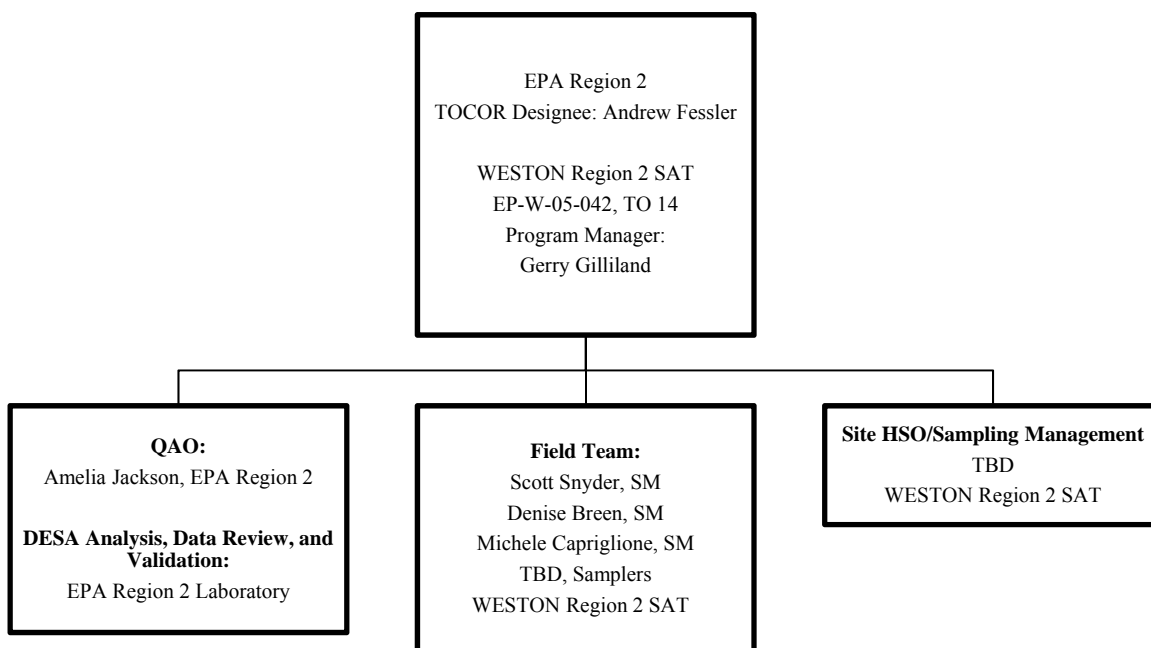 EPA Region 2
TOCOR Designee: Andrew Fessler
WESTON Region 2 SAT
EP-W-05-042, TO 14
Program Manager:
Gerry Gilliland
QAO:
Amelia Jackson, EPA Region 2
DESA Analysis, Data Review, and
Validation:
EPA Region 2 Laboratory
Field Team:
Scott Snyder, SM
Denise Breen, SM
Michele Capriglione, SM
TBD, Samplers
WESTON Region 2 SAT
Site HSO/Sampling Management
TBD
WESTON Region 2 SAT